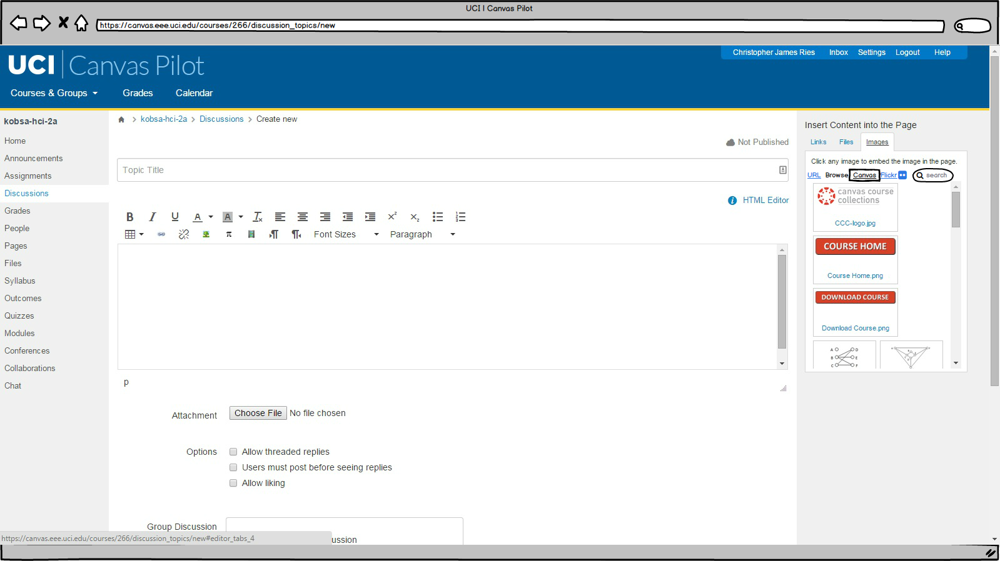 UCI | Canvas Pilot
https://canvas.eee.uci.edu/courses/266/discussion_topics/new
Christopher James Ries Inbox Settings Logout Help
UCI | Canvas Pilot
Courses & Groups Grades Calendar
kobsa-hci-2a
Home
Announcements
Assignments
Discussions
Grades
People
Pages
Files
Syllabus
Outcomes
Quizzes
Modules
Conferences
Collaborations
Chat
kobsa-hci-2a > Discussions > Create new
Not Published
Topic Title
HTML Editor
Font Sizes Paragraph
p
Attachment Choose File No file chosen
Options
Allow threaded replies
Users must post before seeing replies
Allow liking
Group Discussion
ussion
https://canvas.eee.uci.edu/courses/266/discussion_topics/new#editor_tabs_4
Insert Content into the Page
Links Files Images
Click any image to embed the image in the page.
URL Browse Canvas Flickr search
canvas course
collections
CCC-logo.jpg
COURSE HOME
Course Home.png
DOWNLOAD COURSE
Download Course.png
A D
B E
C F